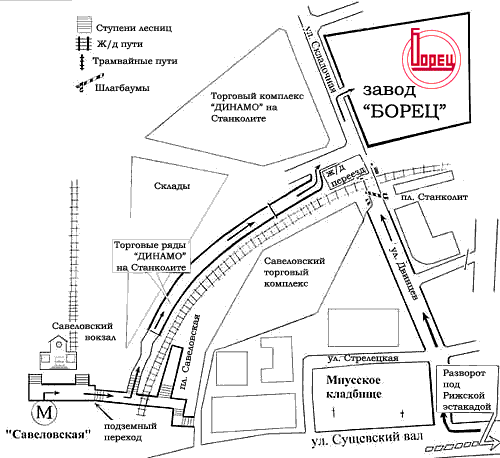 Ступени лесниц
Ж/д пути
Трамвайные пути
Шлагбаумы
ул. Складочная
Борец
завод
"БОРЕЦ"
Торговый комплекс
"ДИНАМО" на
Станколите
ж/д
переезд
Склады
пл. Станколит
Торговые ряды
"ДИНАМО"
на Станколите
Савеловский
торговый
комплекс
ул. Двинцев
Савеловский
вокзал
пл. Савеловская
ул. Стрелецкая
Миусское
кладбище
Разворот
под
Рижской
эстакадой
М
"Савеловская"
подземный
переход
ул. Сущевский вал